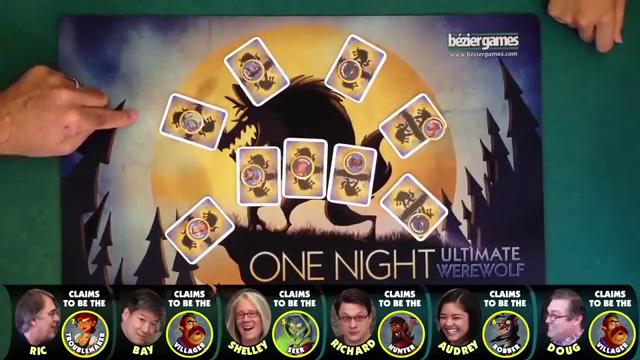 béziergames
www.beziergames.com
ONE NIGHT
ULTIMATE
WEREWOLF
RIC
CLAIMS
TO BE THE
TROUBLEMAKER
BAY
CLAIMS
TO BE THE
VILLAGER
SHELLEY
CLAIMS
TO BE THE
SEER
RICHARD
CLAIMS
TO BE THE
HUNTER
AUDREY
CLAIMS
TO BE THE
ROBBER
DOUG
CLAIMS
TO BE THE
VILLAGER